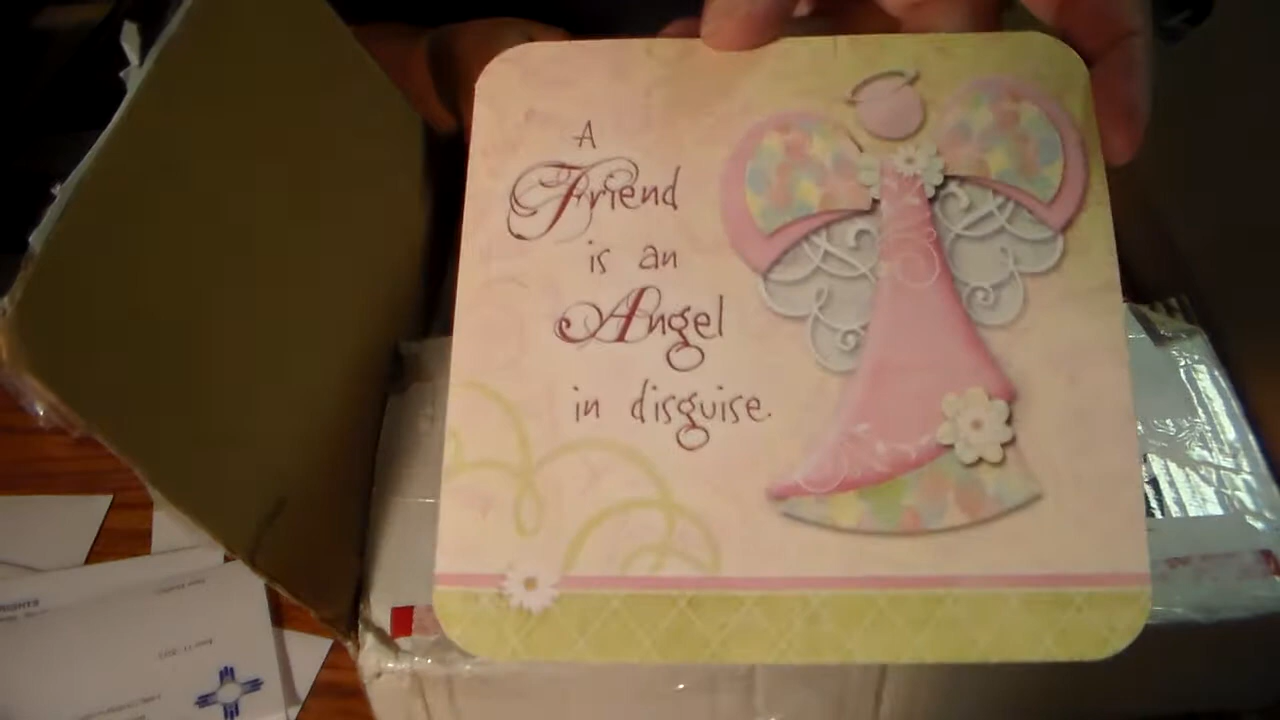 A
Friend
is an
Angel
in disguise.